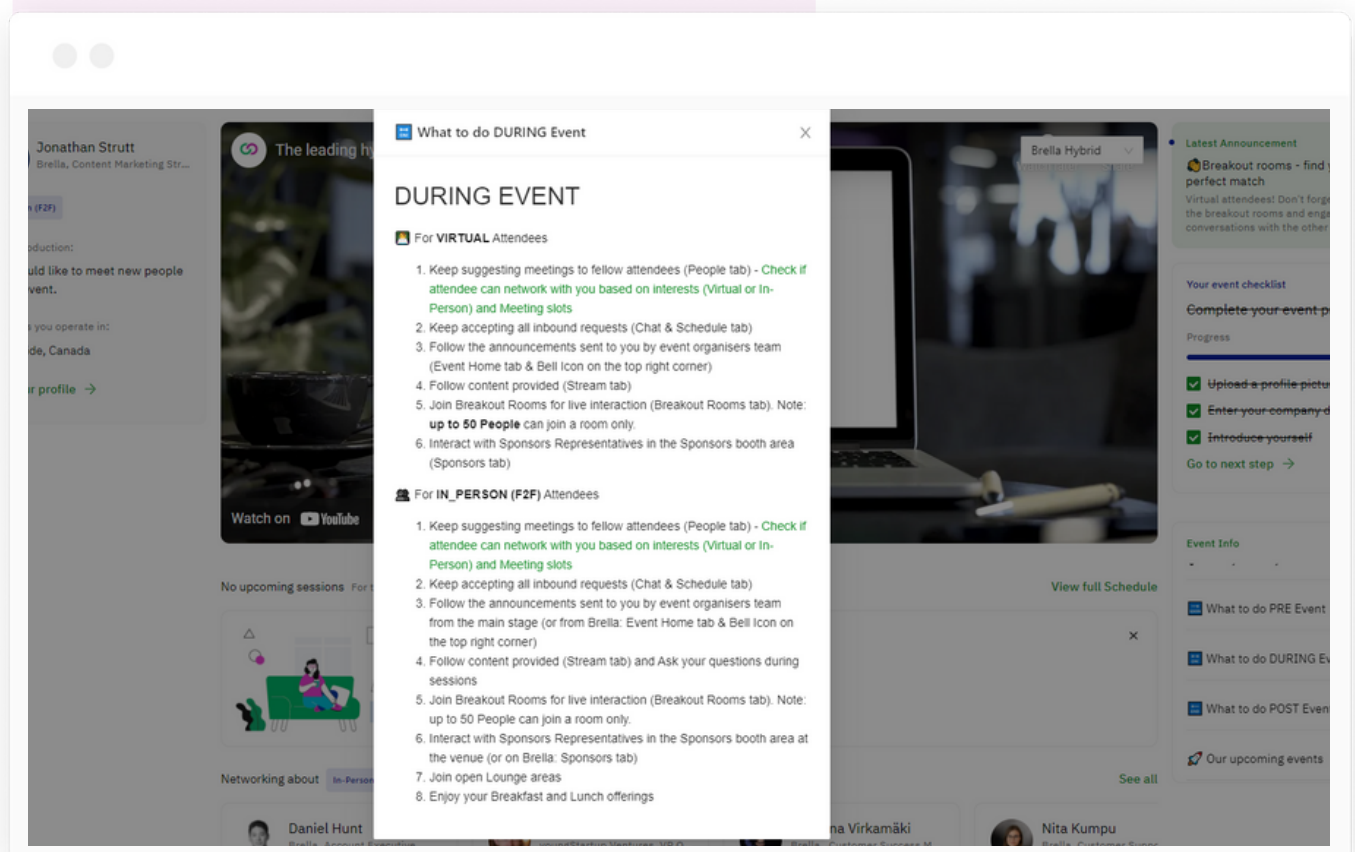 Jonathan Strutt
Brella, Content Marketing Str...
n (F2F)
oduction:
uld like to meet new people
vent.
s you operate in:
de, Canada
r profile →
The leading hy
Watch on YouTube
Brella Hybrid
What to do DURING Event
DURING EVENT
For VIRTUAL Attendees
1. Keep suggesting meetings to fellow attendees (People tab) - Check if
attendee can network with you based on interests (Virtual or In-
Person) and Meeting slots
2. Keep accepting all inbound requests (Chat & Schedule tab)
3. Follow the announcements sent to you by event organisers team
(Event Home tab & Bell Icon on the top right corner)
4. Follow content provided (Stream tab)
5. Join Breakout Rooms for live interaction (Breakout Rooms tab). Note:
up to 50 People can join a room only.
6. Interact with Sponsors Representatives in the Sponsors booth area
(Sponsors tab)
For IN_PERSON (F2F) Attendees
1. Keep suggesting meetings to fellow attendees (People tab) - Check if
attendee can network with you based on interests (Virtual or In-
Person) and Meeting slots
2. Keep accepting all inbound requests (Chat & Schedule tab)
3. Follow the announcements sent to you by event organisers team
from the main stage (or from Brella: Event Home tab & Bell Icon on
the top right corner)
4. Follow content provided (Stream tab) and Ask your questions during
sessions
5. Join Breakout Rooms for live interaction (Breakout Rooms tab). Note:
up to 50 People can join a room only.
6. Interact with Sponsors Representatives in the Sponsors booth area at
the venue (or on Brella: Sponsors tab)
7. Join open Lounge areas
8. Enjoy your Breakfast and Lunch offerings
No upcoming sessions For t
View full Schedule
Networking about In-Person
See all
Daniel Hunt
Brella, Account Executive
youngStartup Ventures, VP O
na Virkamäki
Brella, Customer Success M
Nita Kumpu
Brella, Customer Suppo
Latest Announcement
Breakout rooms - find y
perfect match
Virtual attendees! Don't forge
the breakout rooms and enga
conversations with the other
Your event checklist
Complete your event p
Progress
Upload a profile pictu
Enter your company d
Introduce yourself
Go to next step →
Event Info
What to do PRE Event
What to do DURING Ev
What to do POST Even
Our upcoming events